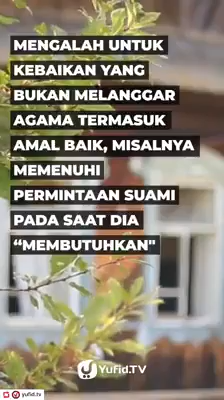 MENGALAH UNTUK
KEBAIKAN YANG
BUKAN MELANGGAR
AGAMA TERMASUK
AMAL BAIK, MISALNYA
MEMENUHI
PERMINTAAN SUAMI
PADA SAAT DIA
“MEMBUTUHKAN"
Yufid.TV
yufid.tv